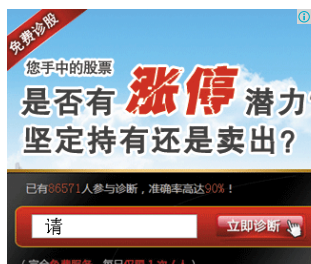 免费诊股
您手中的股票
是否有 涨停 潜力
坚定持有还是卖出？
已有86571人参与诊断，准确率高达90%！
请
立即诊断